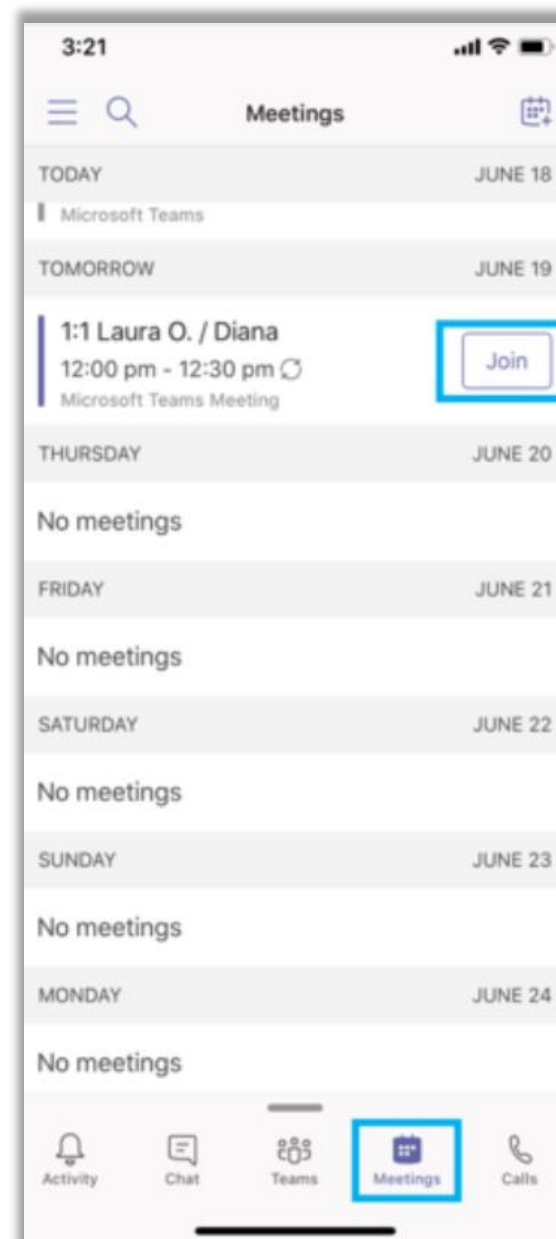 3:21
Meetings
TODAY JUNE 18
Microsoft Teams
TOMORROW JUNE 19
1:1 Laura O. / Diana
12:00 pm - 12:30 pm
Join
Microsoft Teams Meeting
THURSDAY JUNE 20
No meetings
FRIDAY JUNE 21
No meetings
SATURDAY JUNE 22
No meetings
SUNDAY JUNE 23
No meetings
MONDAY JUNE 24
No meetings
Activity Chat Teams Meetings Calls